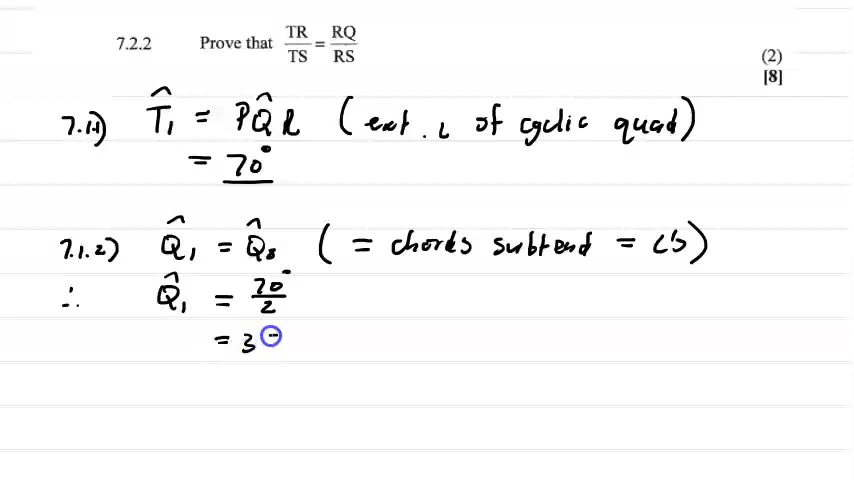 7.2.2 Prove that TR/TS = RQ/RS
(2)
[8]
7.1.1) T̂₁ = PQ̂R (ext. ∠ of cyclic quad)
= 70°
7.1.2) Q̂₁ = Q̂₂ (= chords subtend = ∠'s)
∴ Q̂₁ = 70°/2
= 3